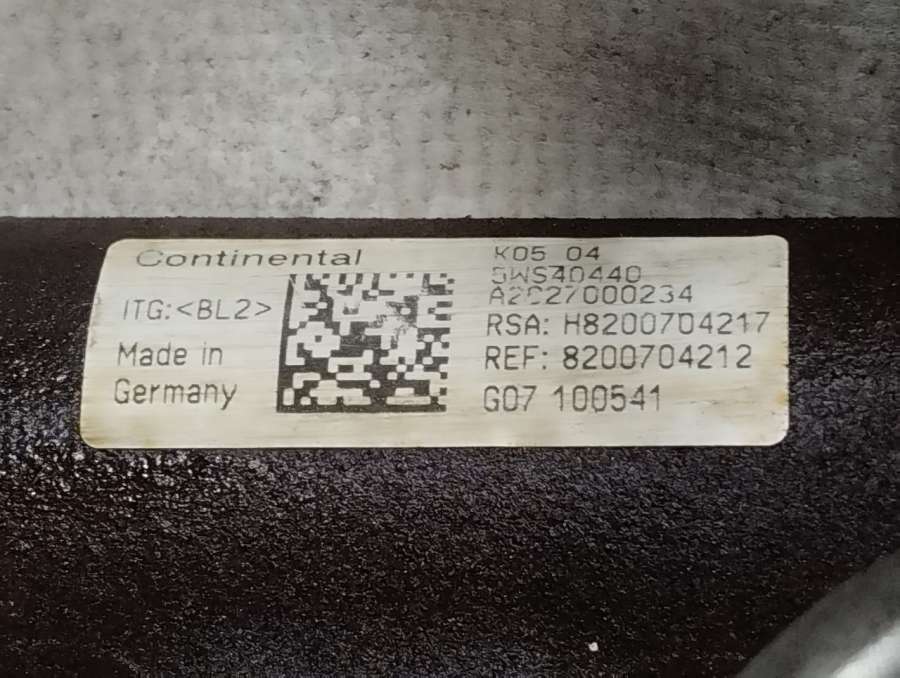 Continental
ITG:<BL2>
Made in
Germany
K05 04
5WS40440
A2C27000234
RSA: H8200704217
REF: 8200704212
G07 100541